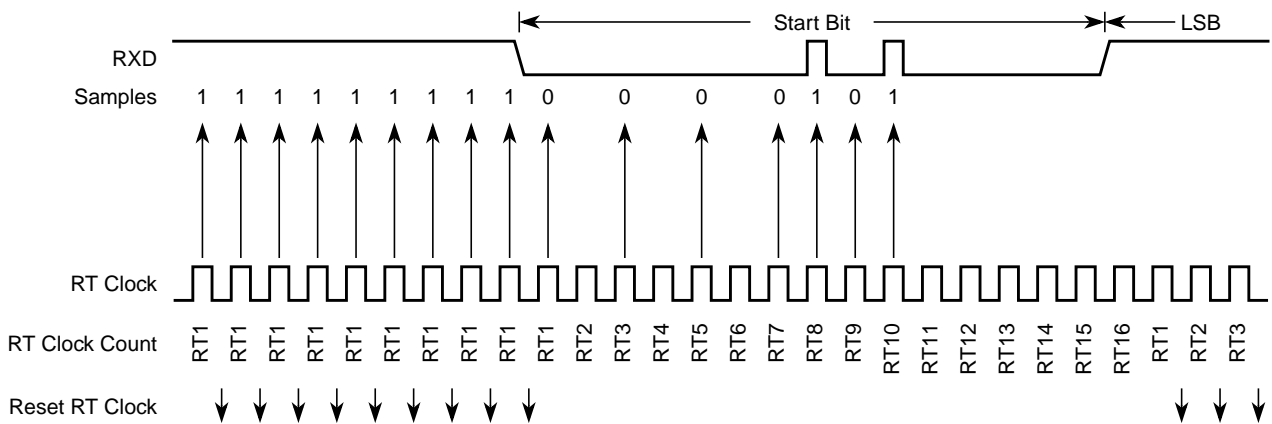 Start Bit
LSB
RXD
Samples 1 1 1 1 1 1 1 1 1 0 0 0 0 1 0 1
RT Clock
RT Clock Count RT1 RT1 RT1 RT1 RT1 RT1 RT1 RT1 RT1 RT1 RT2 RT3 RT4 RT5 RT6 RT7 RT8 RT9 RT10 RT11 RT12 RT13 RT14 RT15 RT16 RT1 RT2 RT3
Reset RT Clock